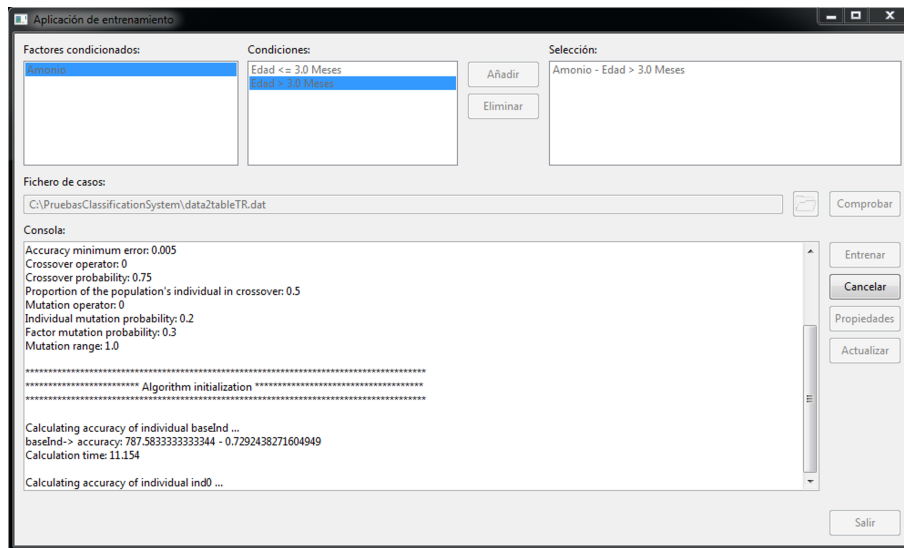 Aplicación de entrenamiento
Factores condicionados:
Amonio
Condiciones:
Edad <= 3.0 Meses
Edad > 3.0 Meses
Añadir
Eliminar
Selección:
Amonio - Edad > 3.0 Meses
Fichero de casos:
C:\PruebasClassificationSystem\data2tableTR.dat
Comprobar
Consola:
Accuracy minimum error: 0.005
Crossover operator: 0
Crossover probability: 0.75
Proportion of the population's individual in crossover: 0.5
Mutation operator: 0
Individual mutation probability: 0.2
Factor mutation probability: 0.3
Mutation range: 1.0
****************************************************************************************
************************* Algorithm initialization *************************************
****************************************************************************************
Calculating accuracy of individual baseInd ...
baseInd-> accuracy: 787.5833333333344 - 0.7292438271604949
Calculation time: 11.154
Calculating accuracy of individual ind0 ...
Entrenar
Cancelar
Propiedades
Actualizar
Salir